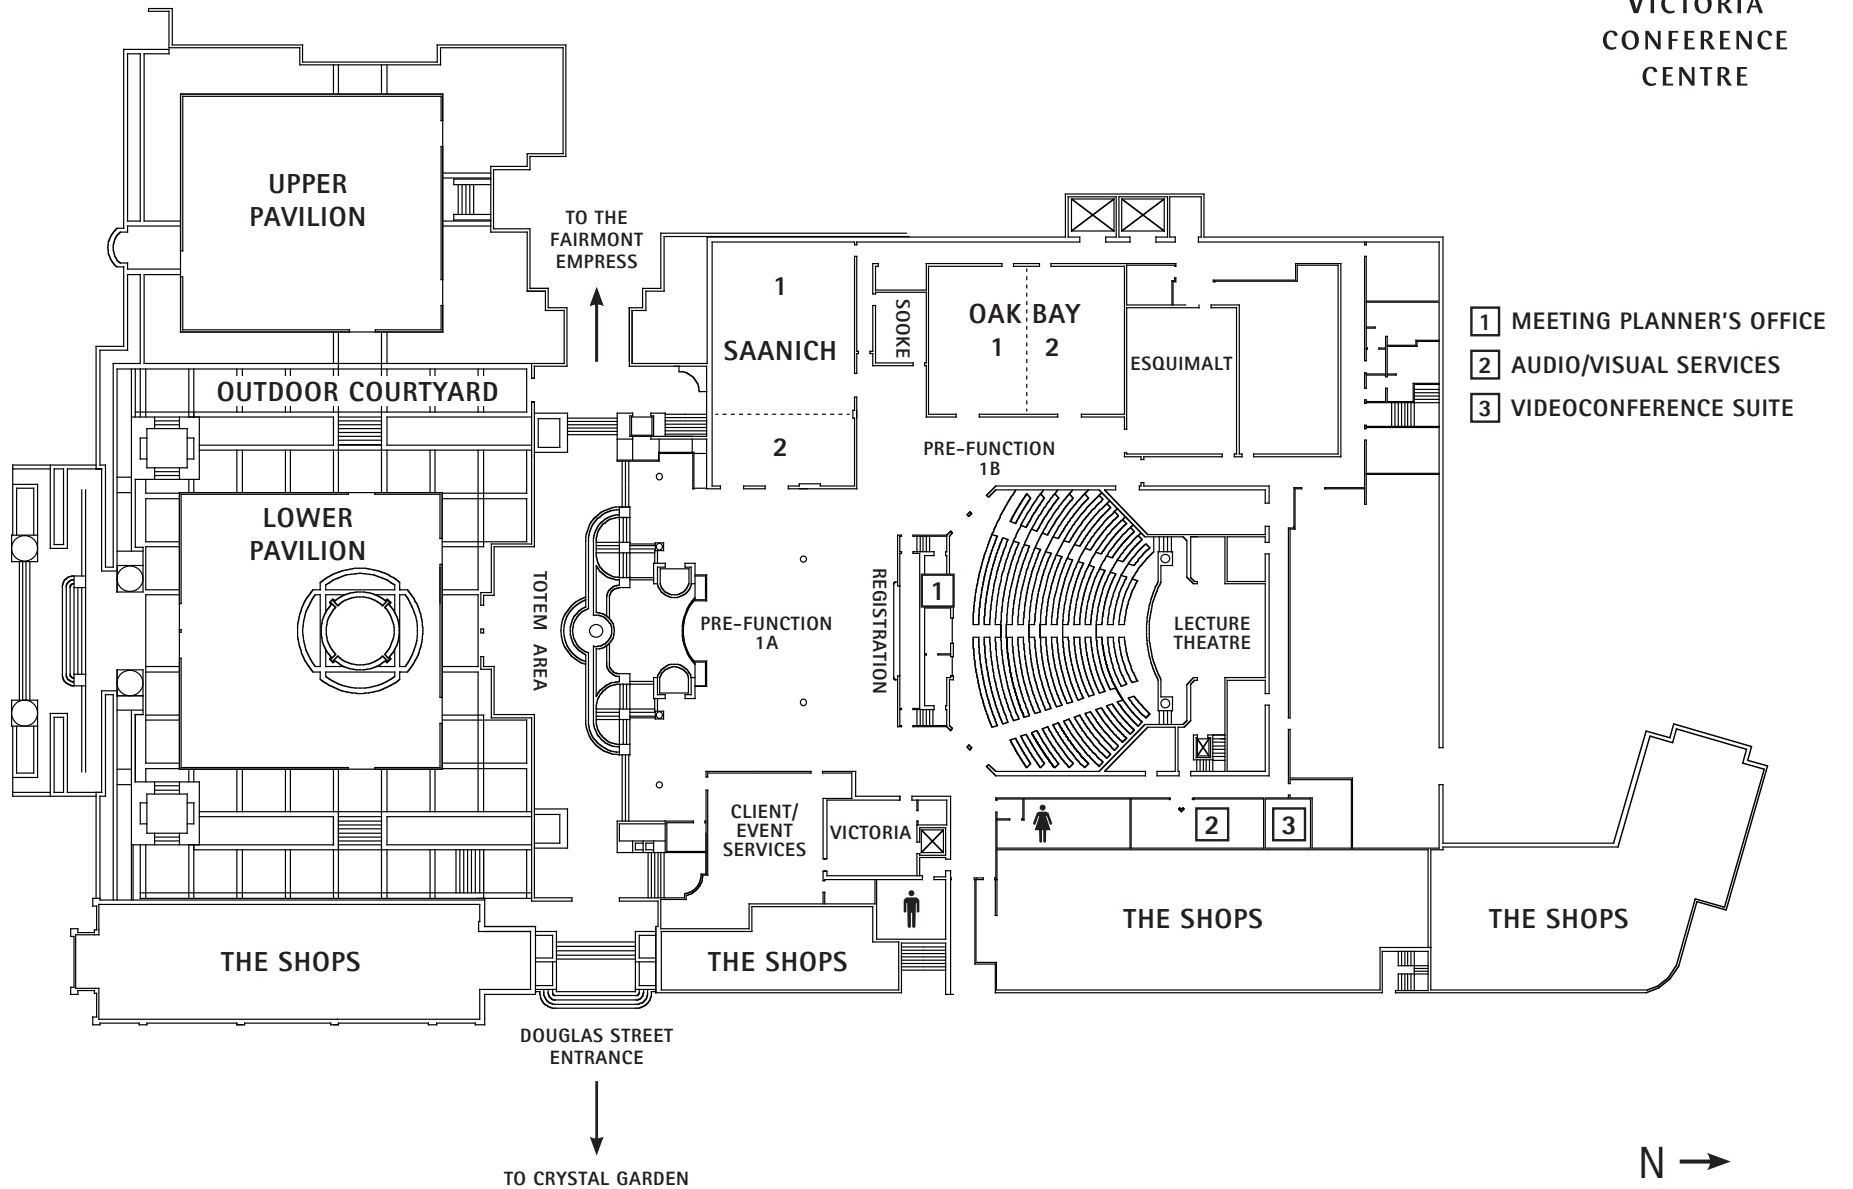 VICTORIA
CONFERENCE
CENTRE
UPPER
PAVILION
TO THE
FAIRMONT
EMPRESS
1
SAANICH
2
SOOKE
OAK BAY
1 2
ESQUIMALT
1 MEETING PLANNER'S OFFICE
2 AUDIO/VISUAL SERVICES
3 VIDEOCONFERENCE SUITE
OUTDOOR COURTYARD
PRE-FUNCTION
1B
LOWER
PAVILION
TOTEM AREA
PRE-FUNCTION
1A
REGISTRATION
1
LECTURE
THEATRE
CLIENT/
EVENT
SERVICES
VICTORIA
2
3
THE SHOPS
THE SHOPS
THE SHOPS
THE SHOPS
DOUGLAS STREET
ENTRANCE
TO CRYSTAL GARDEN
N